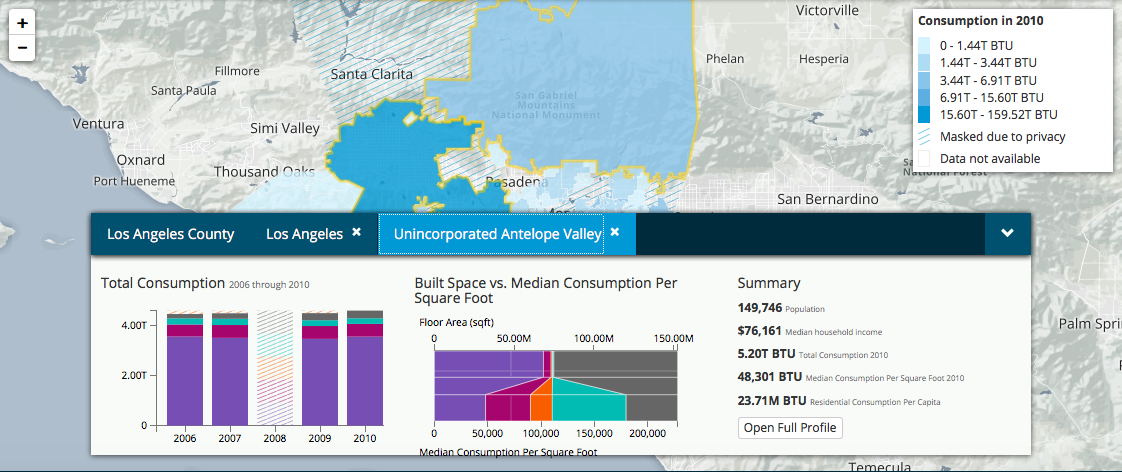 +
−
Victorville
Phelan
Hesperia
Fillmore
Santa Clarita
Santa Paula
San Gabriel
Mountains
National Monument
Ventura
Simi Valley
Oxnard
Thousand Oaks
Port Hueneme
Pasadena
San Bernardino
National Forest
Consumption in 2010
0 - 1.44T BTU
1.44T - 3.44T BTU
3.44T - 6.91T BTU
6.91T - 15.60T BTU
15.60T - 159.52T BTU
Masked due to privacy
Data not available
Los Angeles County
Los Angeles ×
Unincorporated Antelope Valley ×
Total Consumption 2006 through 2010
4.00T
2.00T
0
2006 2007 2008 2009 2010
Built Space vs. Median Consumption Per
Square Foot
Floor Area (sqft)
0 50.00M 100.00M 150.00M
0 50,000 100,000 150,000 200,000
Median Consumption Per Square Foot
Summary
149,746 Population
$76,161 Median household income
5.20T BTU Total Consumption 2010
48,301 BTU Median Consumption Per Square Foot 2010
23.71M BTU Residential Consumption Per Capita
Open Full Profile
Palm Spri
Temecula